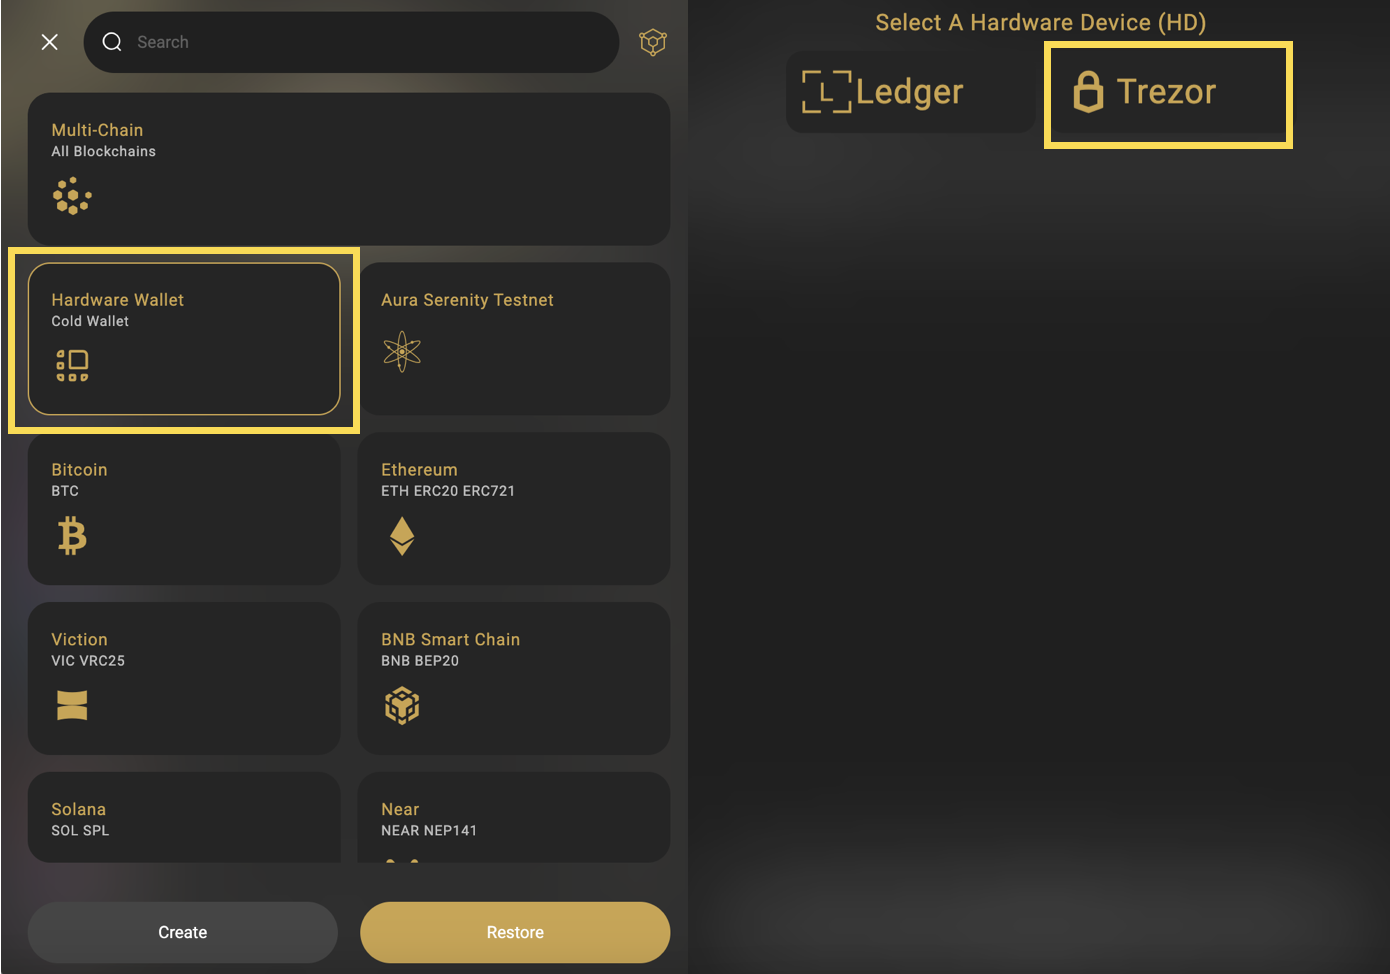 Search
Multi-Chain
All Blockchains
Hardware Wallet
Cold Wallet
Aura Serenity Testnet
Bitcoin
BTC
Ethereum
ETH ERC20 ERC721
Viction
VIC VRC25
BNB Smart Chain
BNB BEP20
Solana
SOL SPL
Near
NEAR NEP141
Create
Restore
Select A Hardware Device (HD)
Ledger
Trezor